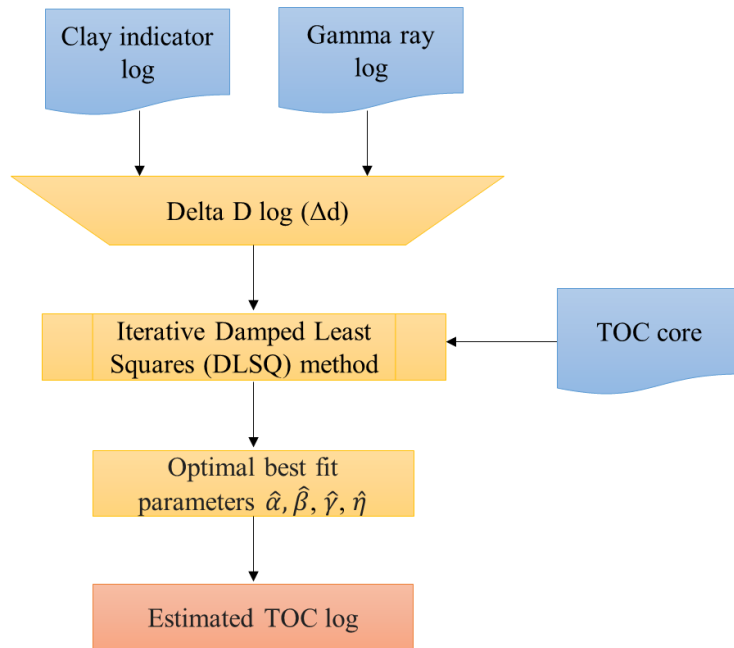 Clay indicator
log
Gamma ray
log
Delta D log (Δd)
Iterative Damped Least
Squares (DLSQ) method
TOC core
Optimal best fit
parameters α̂, β̂, γ̂, η̂
Estimated TOC log